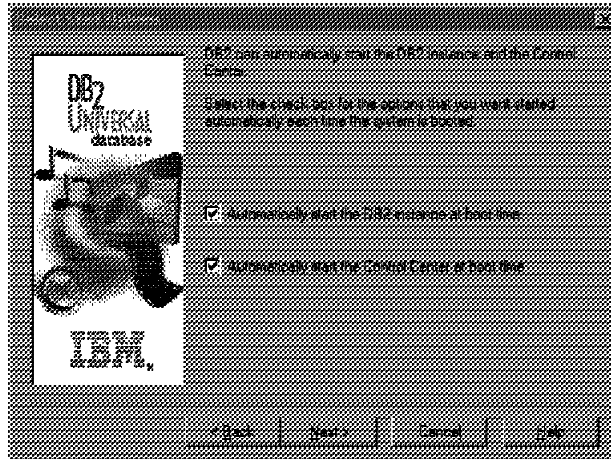 DB2 can automatically start the DB2 instance and the Control
Center.
Select the check box for the options that you want started
automatically each time the system is booted.
DB2
UNIVERSAL
database
Automatically start the DB2 instance at boot time
Automatically start the Control Center at boot time
IBM
< Back
Next >
Cancel
Help